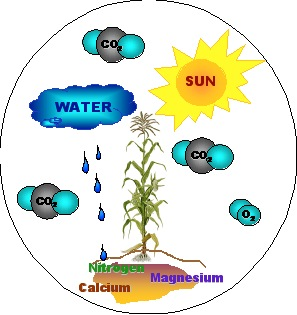 CO2
SUN
WATER
CO2
CO2
O2
Nitrogen
Magnesium
Calcium